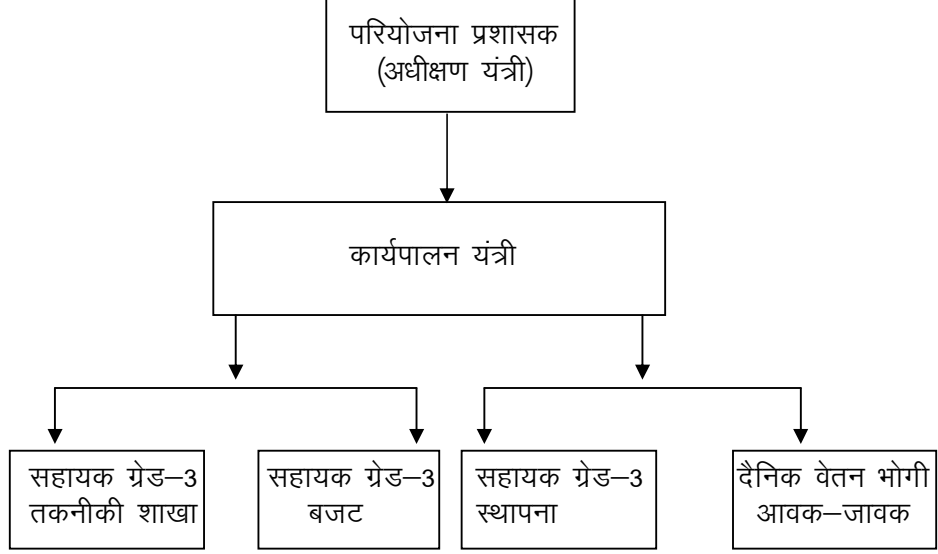 परियोजना प्रशासक
(अधीक्षण यंत्री)
कार्यपालन यंत्री
सहायक ग्रेड–3
तकनीकी शाखा
सहायक ग्रेड–3
बजट
सहायक ग्रेड–3
स्थापना
दैनिक वेतन भोगी
आवक–जावक